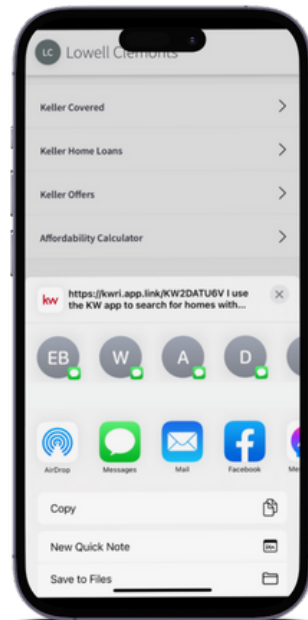 LC Lowell Clemonts
Keller Covered
Keller Home Loans
Keller Offers
Affordability Calculator
kw https://kwri.app.link/KW2DATU6V I use
the KW app to search for homes with...
EB W A D
AirDrop Messages Mail Facebook Me
Copy
New Quick Note
Save to Files